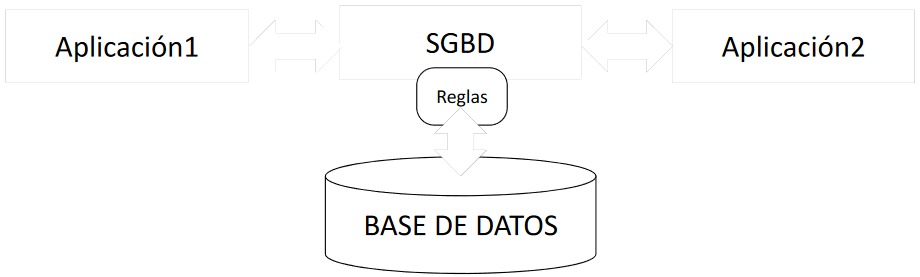 Aplicación1
SGBD
Aplicación2
Reglas
BASE DE DATOS